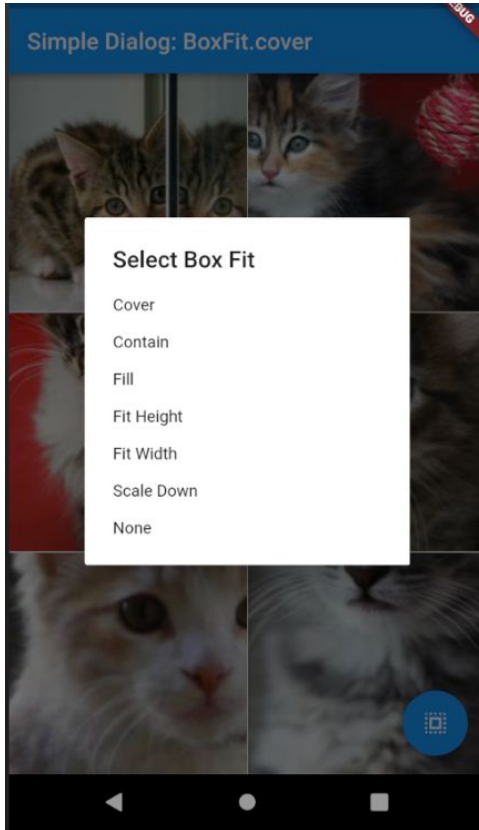 Simple Dialog: BoxFit.cover
Select Box Fit
Cover
Contain
Fill
Fit Height
Fit Width
Scale Down
None